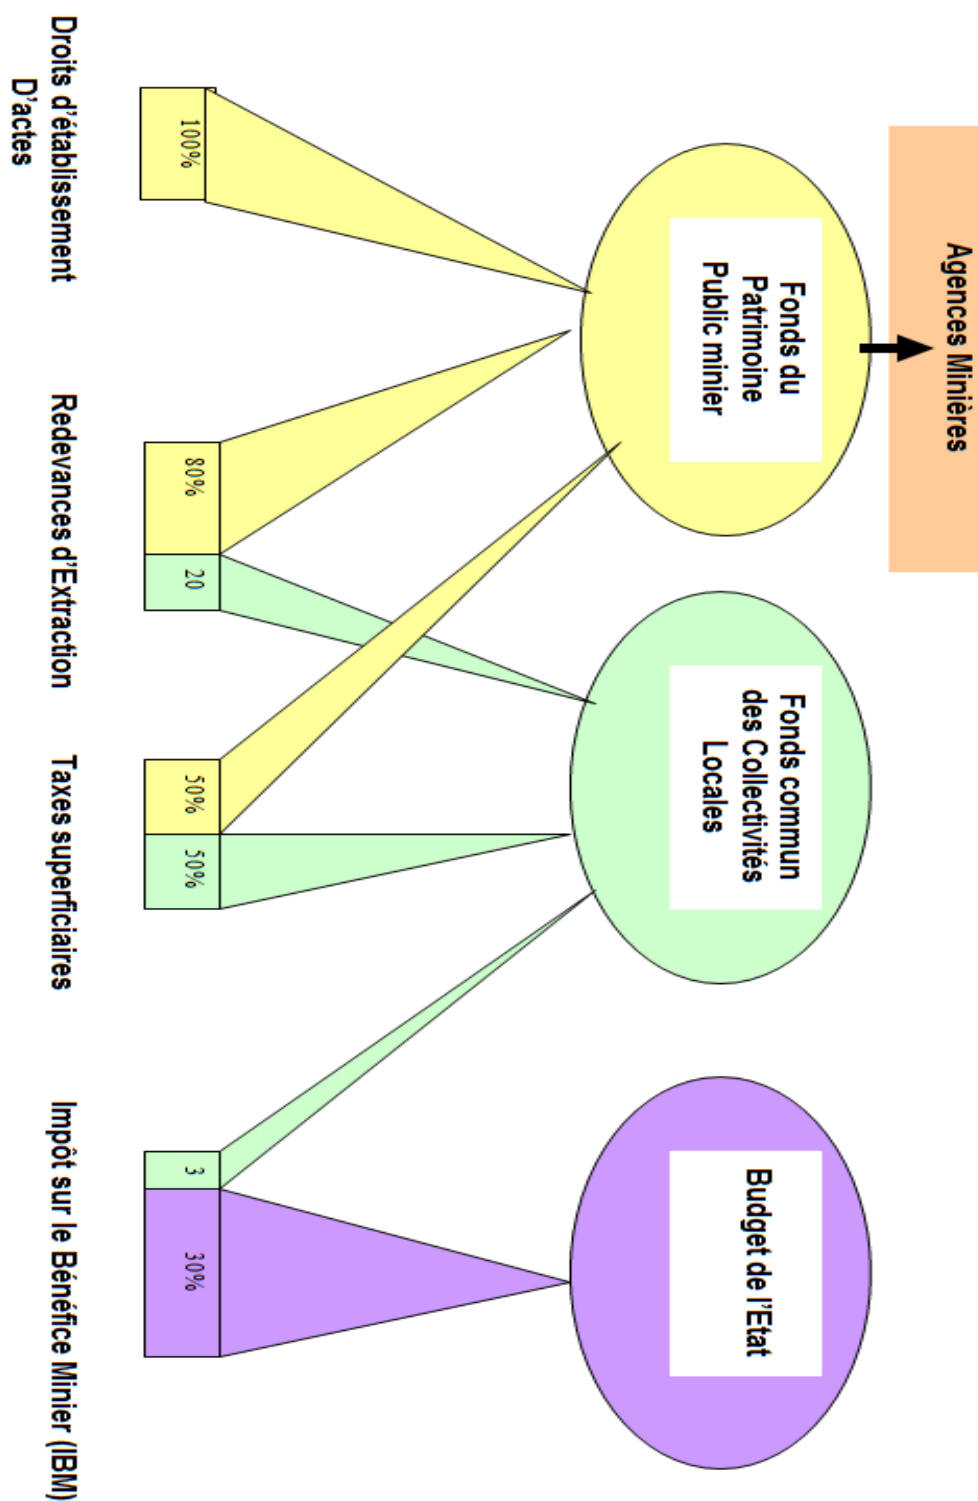 Agences Minières
Fonds du
Patrimoine
Public minier
Fonds commun
des Collectivités
Locales
Budget de l'Etat
100%
80%
20
50%
50%
3
30%
Droits d'établissement
D'actes
Redevances d'Extraction
Taxes superficiaires
Impôt sur le Bénéfice Minier (IBM)